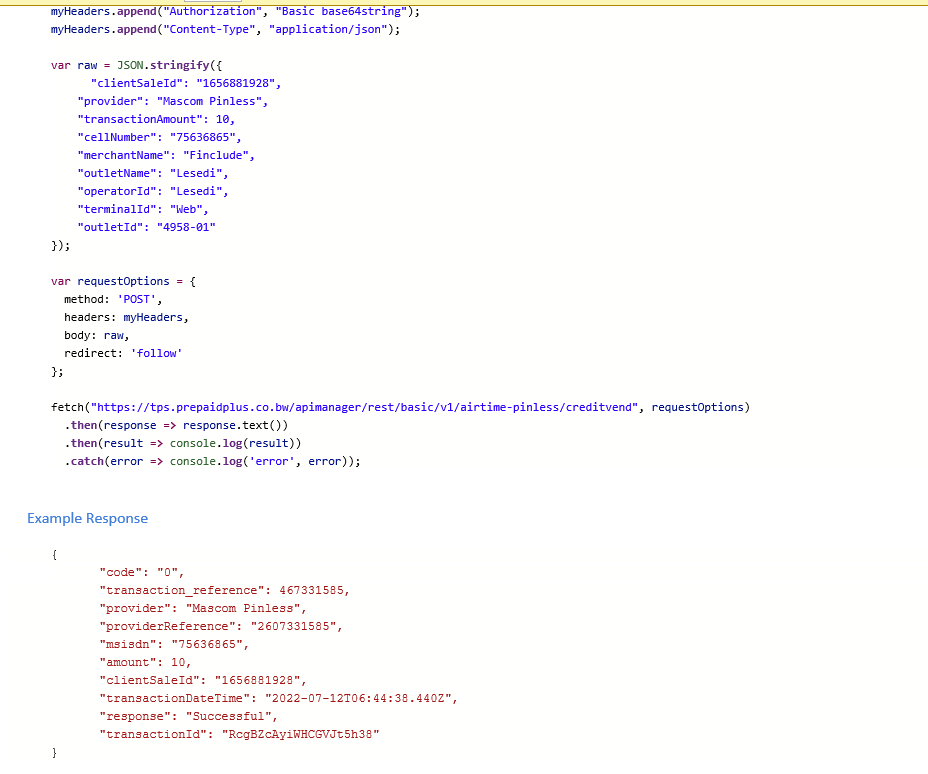 myHeaders.append("Authorization", "Basic base64string");
myHeaders.append("Content-Type", "application/json");
var raw = JSON.stringify({
"clientSaleId": "1656881928",
"provider": "Mascom Pinless",
"transactionAmount": 10,
"cellNumber": "75636865",
"merchantName": "Finclude",
"outletName": "Lesedi",
"operatorId": "Lesedi",
"terminalId": "Web",
"outletId": "4958-01"
});
var requestOptions = {
method: 'POST',
headers: myHeaders,
body: raw,
redirect: 'follow'
};
fetch("https://tps.prepaidplus.co.bw/apimanager/rest/basic/v1/airtime-pinless/creditvend", requestOptions)
.then(response => response.text())
.then(result => console.log(result))
.catch(error => console.log('error', error));
Example Response
{
"code": "0",
"transaction_reference": 467331585,
"provider": "Mascom Pinless",
"providerReference": "2607331585",
"msisdn": "75636865",
"amount": 10,
"clientSaleId": "1656881928",
"transactionDateTime": "2022-07-12T06:44:38.440Z",
"response": "Successful",
"transactionId": "RcgBZcAyiWHCGVJt5h38"
}